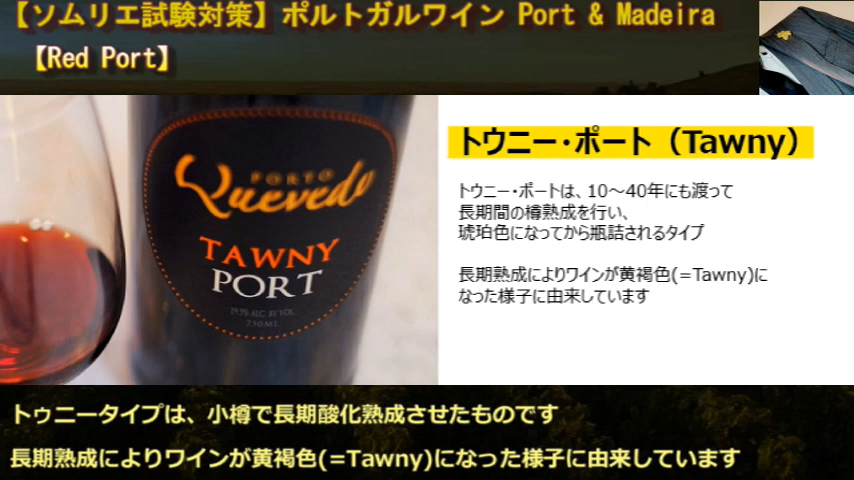 【ソムリエ試験対策】ポルトガルワイン Port & Madeira
【Red Port】
PORTO
Quevedo
TAWNY
PORT
19.5% ALC. BY VOL.
750 ML
トウニー・ポート（Tawny）
トウニー・ポートは、10～40年にも渡って
長期間の樽熟成を行い、
琥珀色になってから瓶詰されるタイプ
長期熟成によりワインが黄褐色(=Tawny)に
なった様子に由来しています
トゥニータイプは、小樽で長期酸化熟成させたものです
長期熟成によりワインが黄褐色(=Tawny)になった様子に由来しています